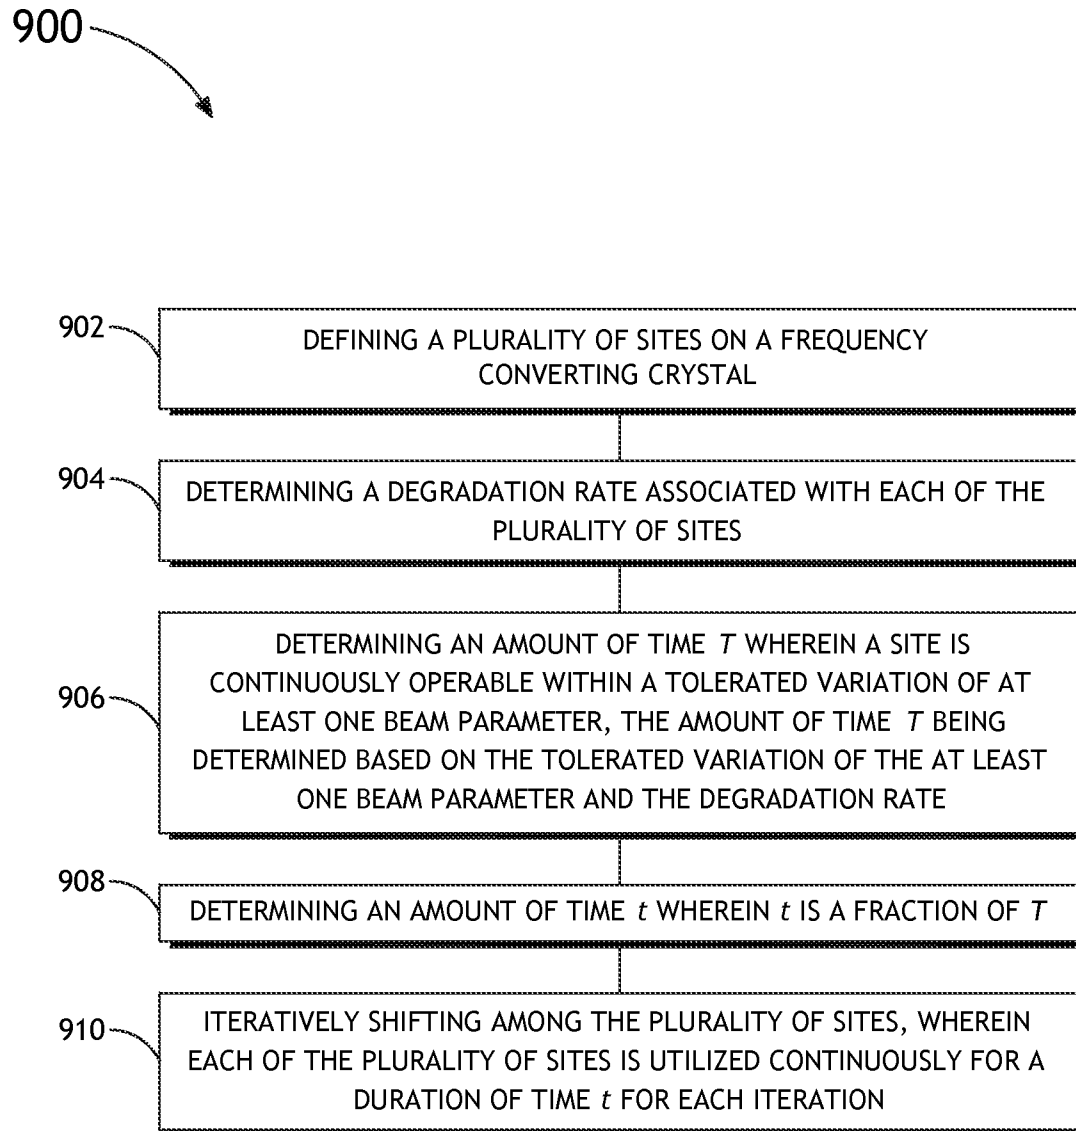 900
902
DEFINING A PLURALITY OF SITES ON A FREQUENCY
CONVERTING CRYSTAL
904
DETERMINING A DEGRADATION RATE ASSOCIATED WITH EACH OF THE
PLURALITY OF SITES
906
DETERMINING AN AMOUNT OF TIME T WHEREIN A SITE IS
CONTINUOUSLY OPERABLE WITHIN A TOLERATED VARIATION OF AT
LEAST ONE BEAM PARAMETER, THE AMOUNT OF TIME T BEING
DETERMINED BASED ON THE TOLERATED VARIATION OF THE AT LEAST
ONE BEAM PARAMETER AND THE DEGRADATION RATE
908
DETERMINING AN AMOUNT OF TIME t WHEREIN t IS A FRACTION OF T
910
ITERATIVELY SHIFTING AMONG THE PLURALITY OF SITES, WHEREIN
EACH OF THE PLURALITY OF SITES IS UTILIZED CONTINUOUSLY FOR A
DURATION OF TIME t FOR EACH ITERATION